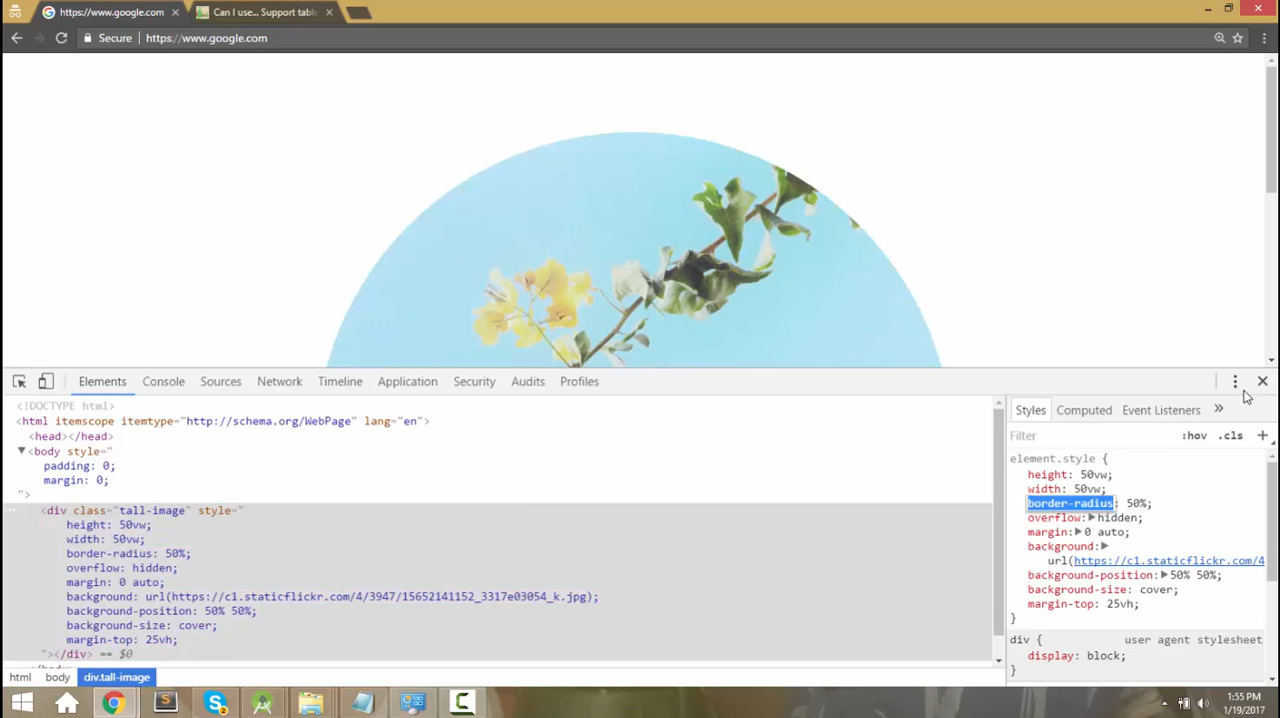 https://www.google.com
Can I use... Support table
Secure
https://www.google.com
Elements
Console
Sources
Network
Timeline
Application
Security
Audits
Profiles
<!DOCTYPE html>
<html itemscope itemtype="http://schema.org/WebPage" lang="en">
<head></head>
<body style="
padding: 0;
margin: 0;
">
<div class="tall-image" style="
height: 50vw;
width: 50vw;
border-radius: 50%;
overflow: hidden;
margin: 0 auto;
background: url(https://c1.staticflickr.com/4/3947/15652141152_3317e03054_k.jpg);
background-position: 50% 50%;
background-size: cover;
margin-top: 25vh;
"></div> == $0
html
body
div.tall-image
Styles
Computed
Event Listeners
»
Filter
:hov
.cls
+
element.style {
height: 50vw;
width: 50vw;
border-radius: 50%;
overflow: hidden;
margin: 0 auto;
background:
url(https://c1.staticflickr.com/4
background-position: 50% 50%;
background-size: cover;
margin-top: 25vh;
}
div {
user agent stylesheet
display: block;
}
1:55 PM
1/19/2017